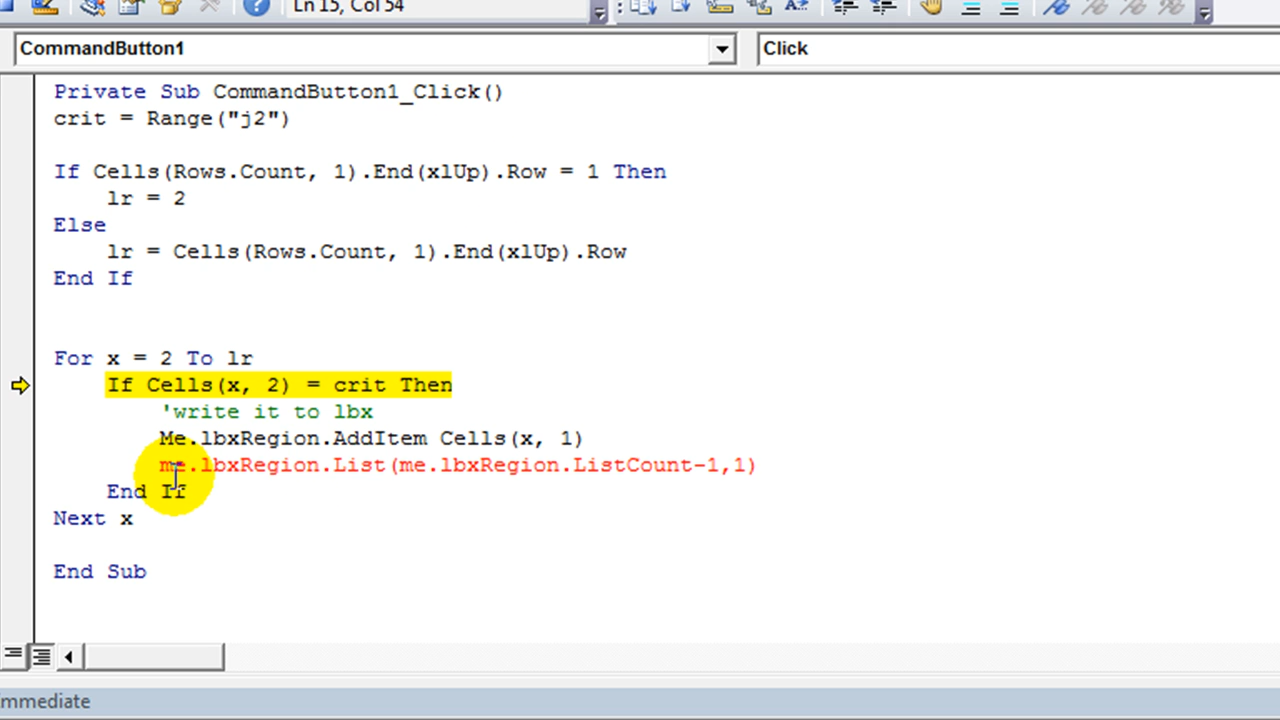 Ln 15, Col 54
CommandButton1
Click
Private Sub CommandButton1_Click()
crit = Range("j2")
If Cells(Rows.Count, 1).End(xlUp).Row = 1 Then
lr = 2
Else
lr = Cells(Rows.Count, 1).End(xlUp).Row
End If
For x = 2 To lr
If Cells(x, 2) = crit Then
'write it to lbx
Me.lbxRegion.AddItem Cells(x, 1)
me.lbxRegion.List(me.lbxRegion.ListCount-1,1)
End If
Next x
End Sub
mmediate